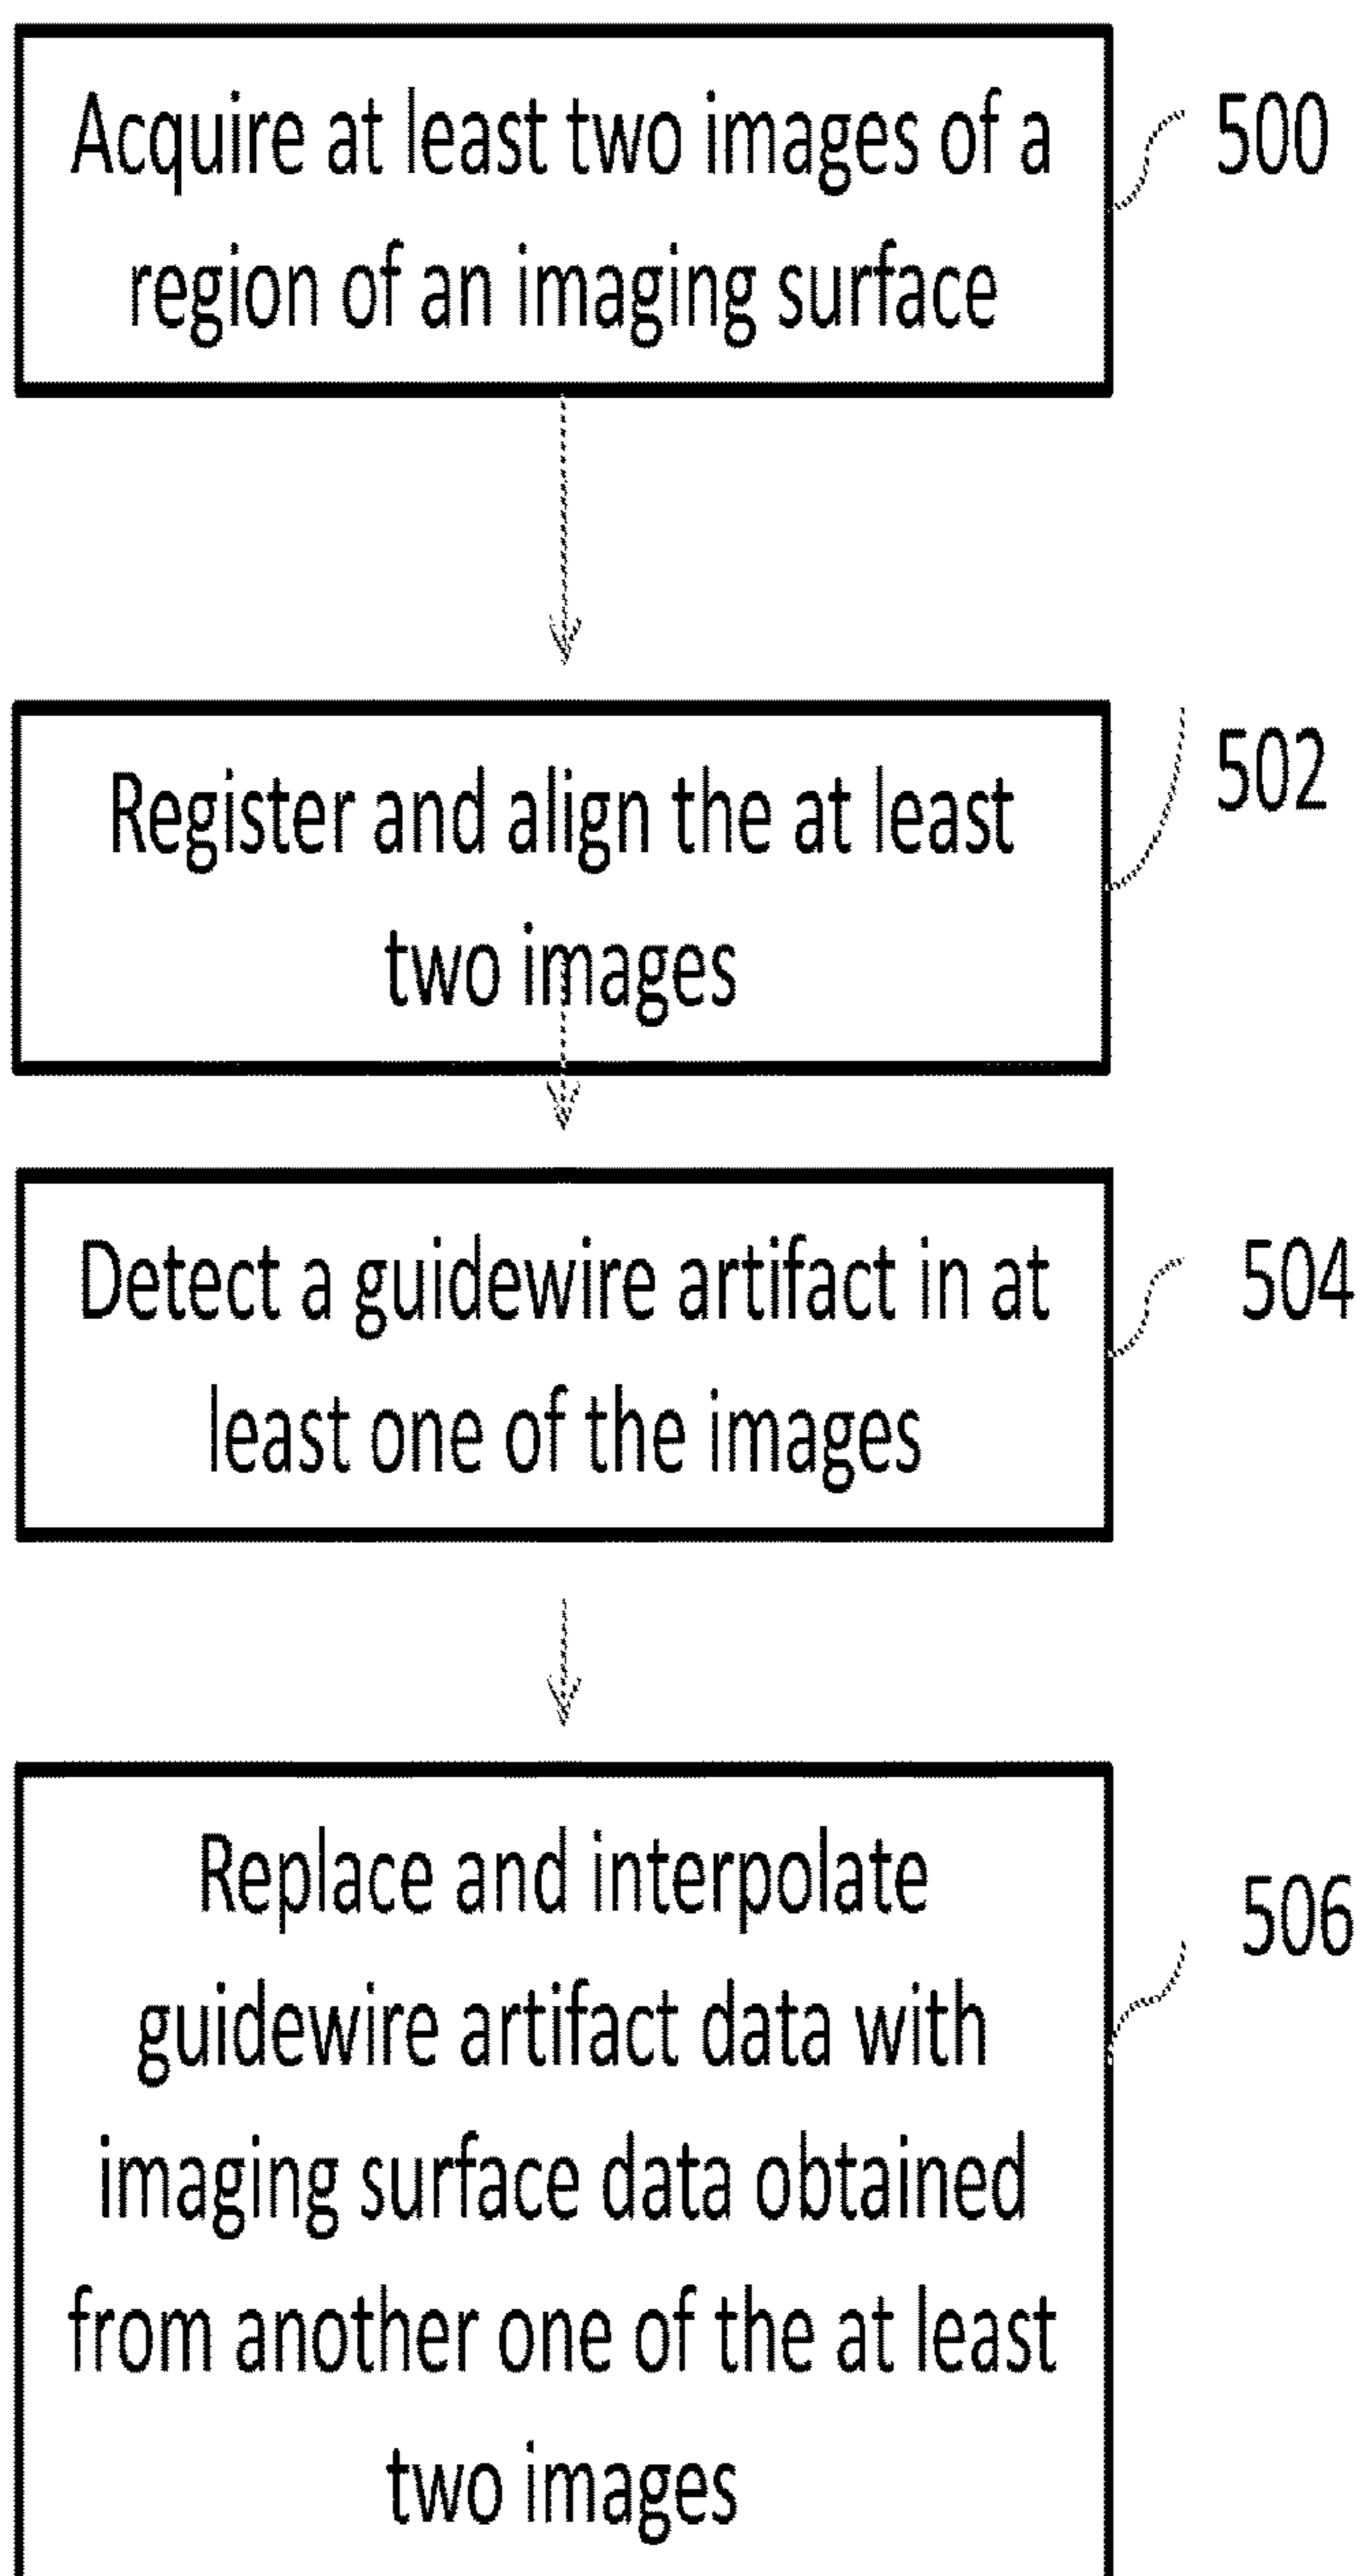 Acquire at least two images of a
region of an imaging surface
500
Register and align the at least
two images
502
Detect a guidewire artifact in at
least one of the images
504
Replace and interpolate
guidewire artifact data with
imaging surface data obtained
from another one of the at least
two images
506